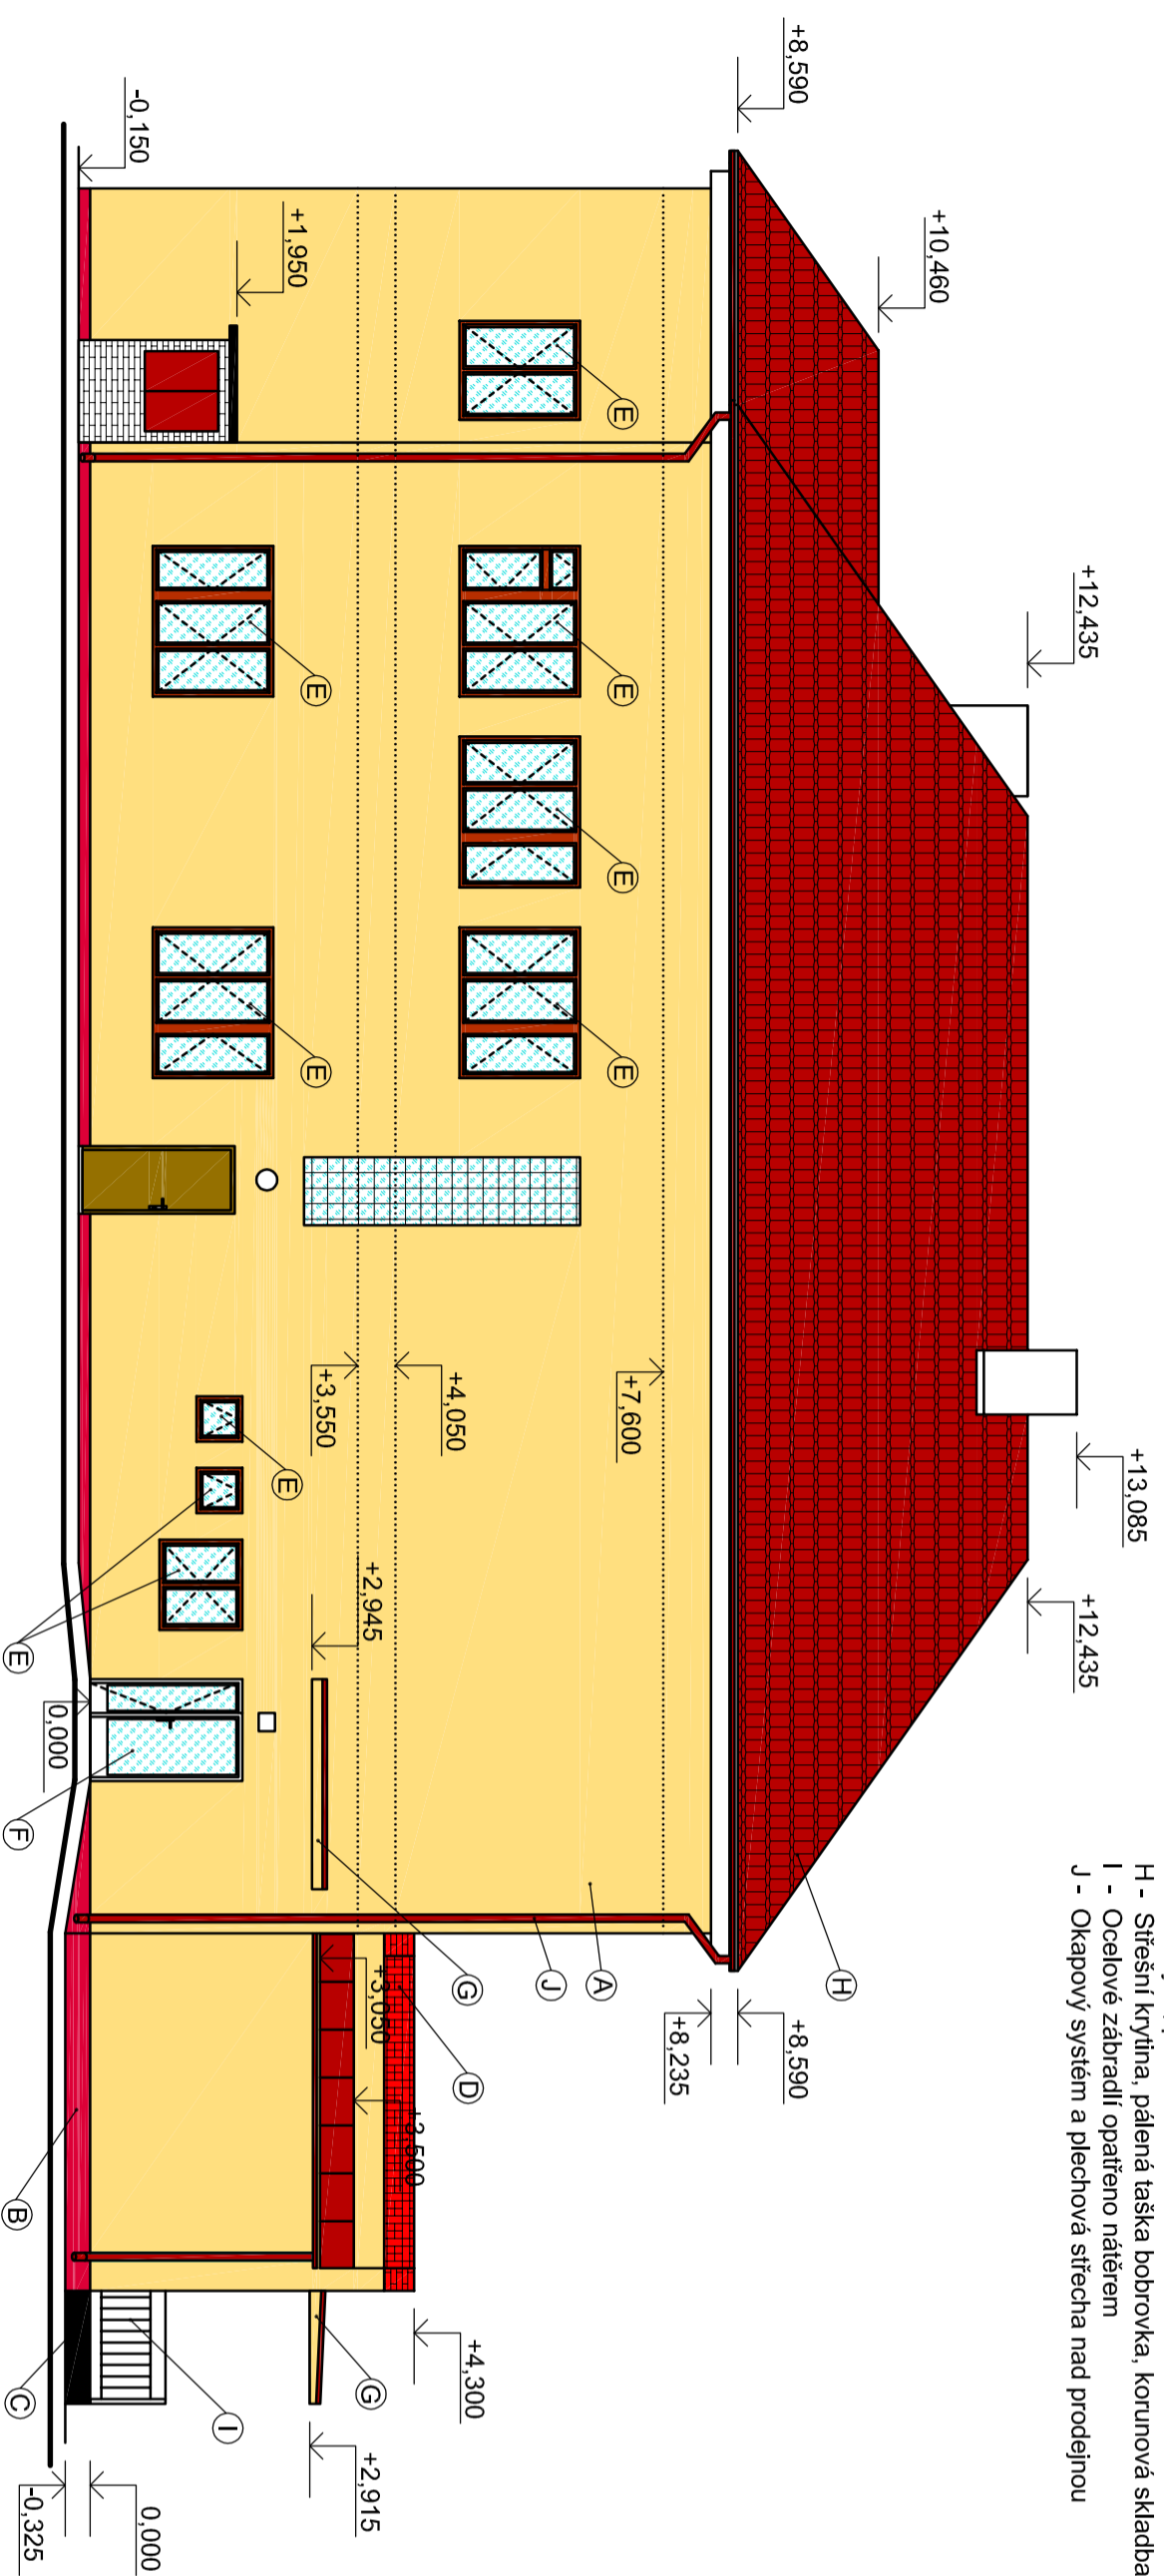 H - Střešní krytina, pálená taška bobrovka, korunová skladba
I - Ocelové zábradlí opatřeno nátěrem
J - Okapový systém a plechová střecha nad prodejnou
+13,085
+12,435
+12,435
+10,460
+8,590
+8,590
+8,235
H
+7,600
E
E
E
E
A
J
+4,050
+3,550
G
D
+4,300
+3,500
+3,050
+2,945
G
+2,915
+1,950
E
E
E
I
-0,150
0,000
0,000
-0,325
E
F
B
C